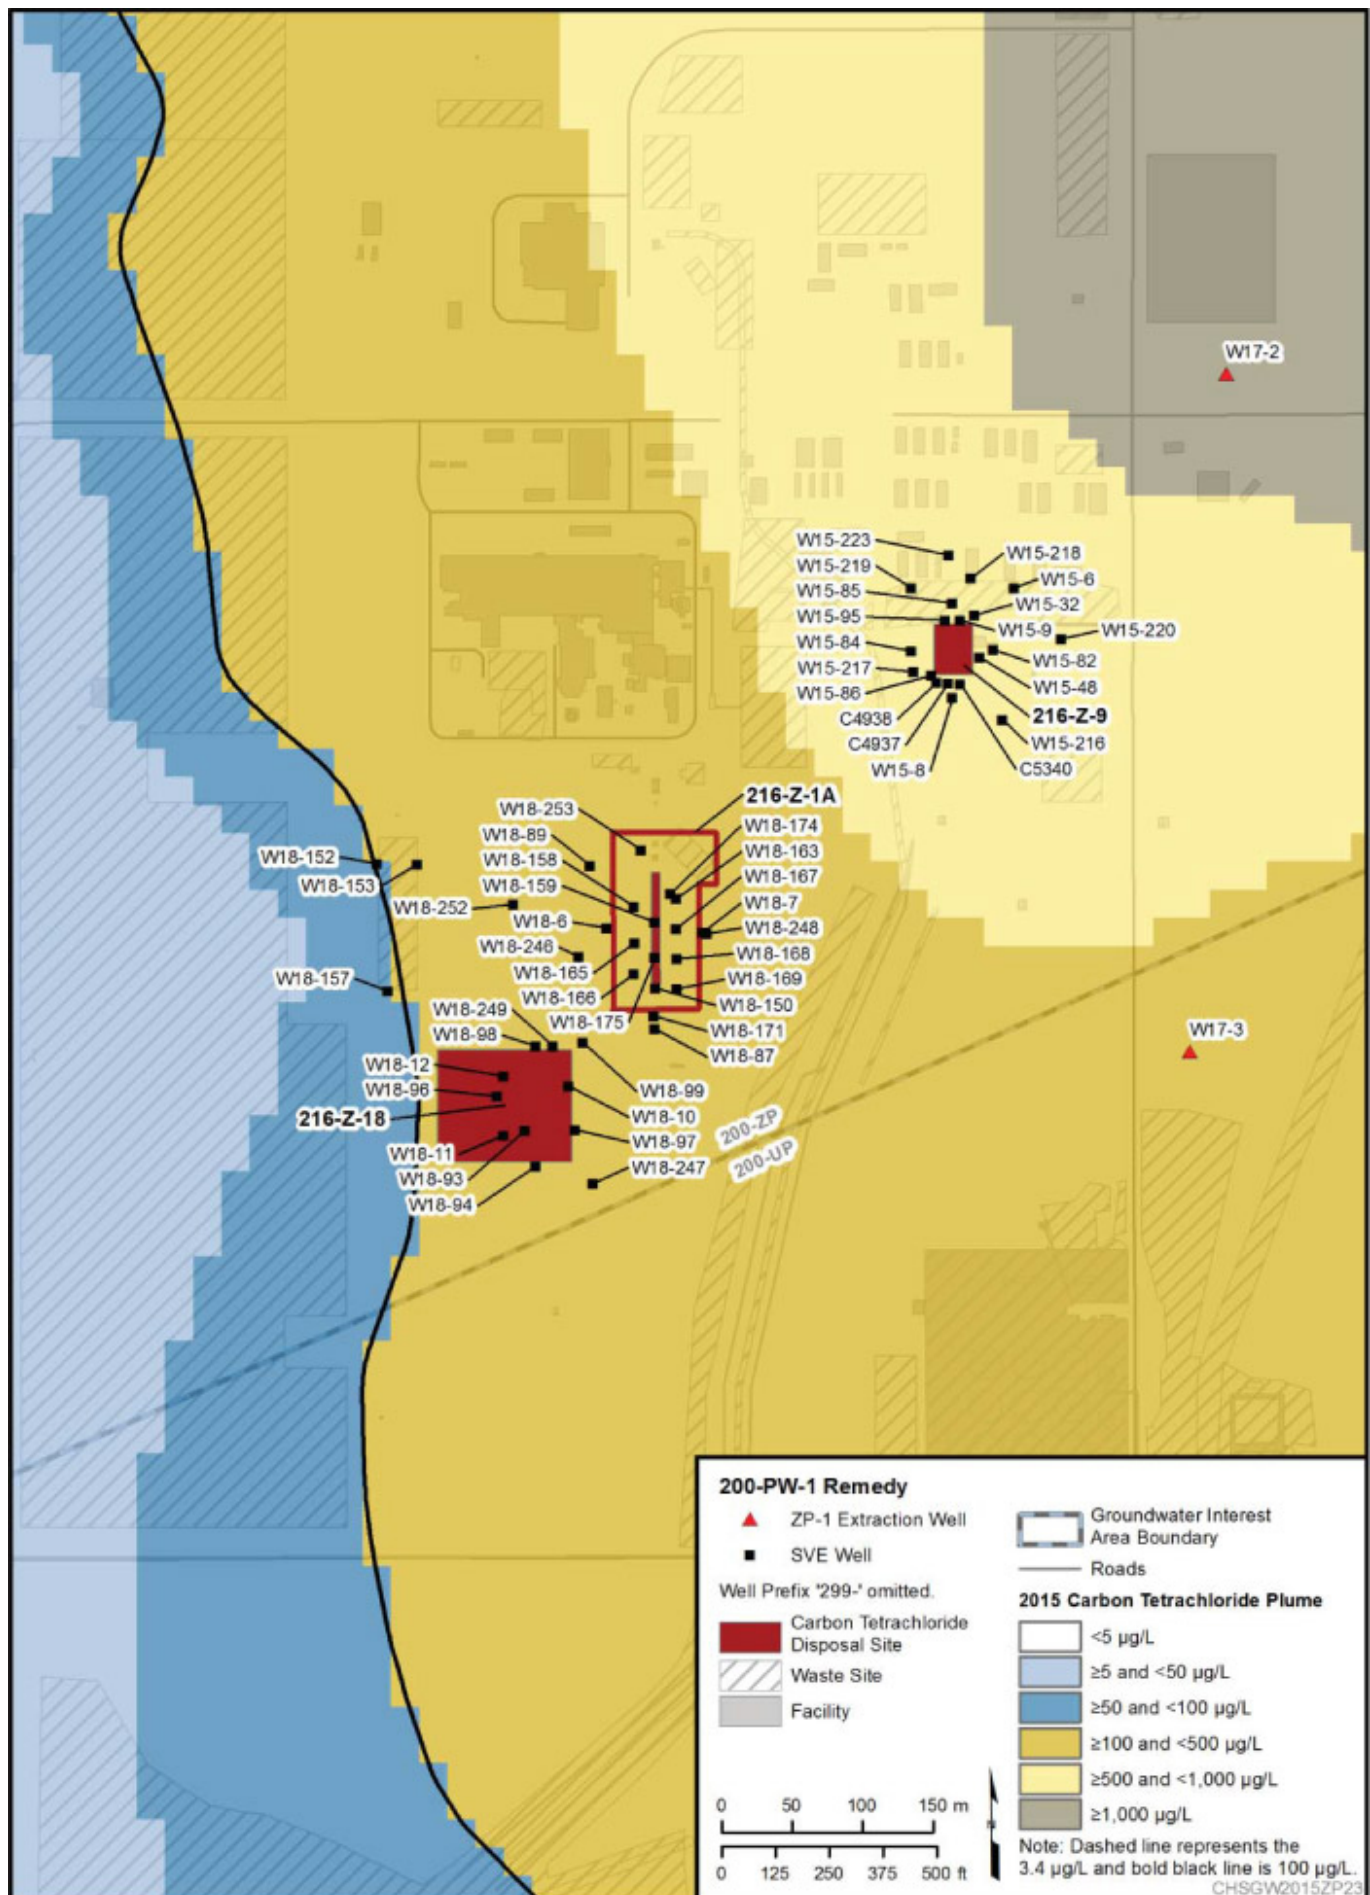 W17-2
W15-223
W15-218
W15-219
W15-6
W15-85
W15-32
W15-95
W15-9
W15-220
W15-84
W15-82
W15-217
W15-48
W15-86
216-Z-9
C4938
W15-216
C4937
W15-8
C5340
216-Z-1A
W18-253
W18-174
W18-89
W18-163
W18-158
W18-152
W18-167
W18-153
W18-159
W18-7
W18-252
W18-6
W18-248
W18-246
W18-168
W18-165
W18-157
W18-169
W18-166
W18-150
W18-249
W18-175
W18-171
W18-98
W18-87
W17-3
W18-12
W18-96
W18-99
216-Z-18
W18-10
200-ZP
W18-97
W18-11
200-UP
W18-247
W18-93
W18-94
200-PW-1 Remedy
ZP-1 Extraction Well
SVE Well
Well Prefix '299-' omitted.
Carbon Tetrachloride
Disposal Site
Waste Site
Facility
0 50 100 150 m
0 125 250 375 500 ft
Groundwater Interest
Area Boundary
Roads
2015 Carbon Tetrachloride Plume
<5 µg/L
≥5 and <50 µg/L
≥50 and <100 µg/L
≥100 and <500 µg/L
≥500 and <1,000 µg/L
≥1,000 µg/L
N
Note: Dashed line represents the
3.4 µg/L and bold black line is 100 µg/L.
CHSGW2015ZP23